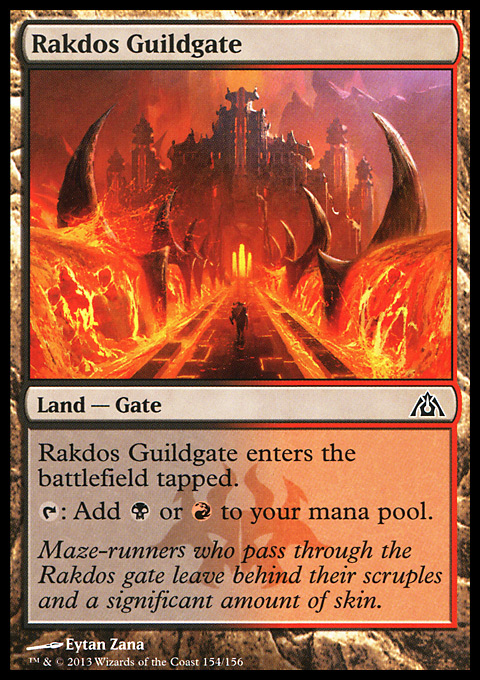 Rakdos Guildgate
Land — Gate
Rakdos Guildgate enters the
battlefield tapped.
: Add or to your mana pool.
Maze-runners who pass through the
Rakdos gate leave behind their scruples
and a significant amount of skin.
Eytan Zana
™ & © 2013 Wizards of the Coast 154/156